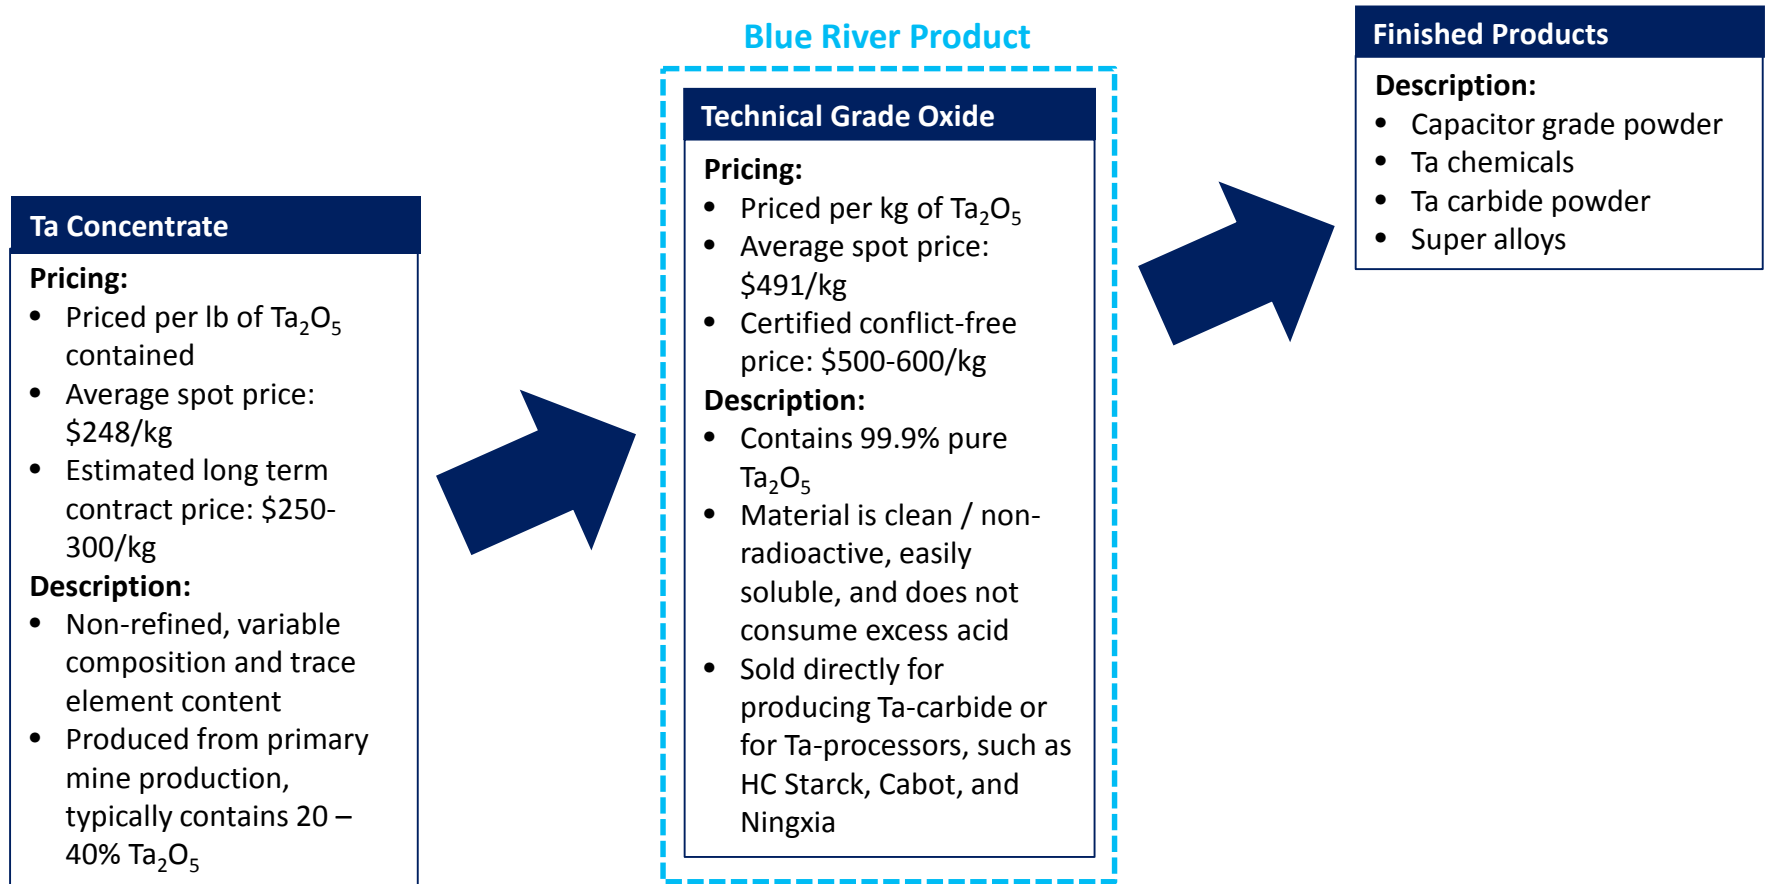 Blue River Product
Ta Concentrate
Pricing:
• Priced per lb of Ta₂O₅
contained
• Average spot price:
$248/kg
• Estimated long term
contract price: $250-
300/kg
Description:
• Non-refined, variable
composition and trace
element content
• Produced from primary
mine production,
typically contains 20 –
40% Ta₂O₅
Technical Grade Oxide
Pricing:
• Priced per kg of Ta₂O₅
• Average spot price:
$491/kg
• Certified conflict-free
price: $500-600/kg
Description:
• Contains 99.9% pure
Ta₂O₅
• Material is clean / non-
radioactive, easily
soluble, and does not
consume excess acid
• Sold directly for
producing Ta-carbide or
for Ta-processors, such as
HC Starck, Cabot, and
Ningxia
Finished Products
Description:
• Capacitor grade powder
• Ta chemicals
• Ta carbide powder
• Super alloys